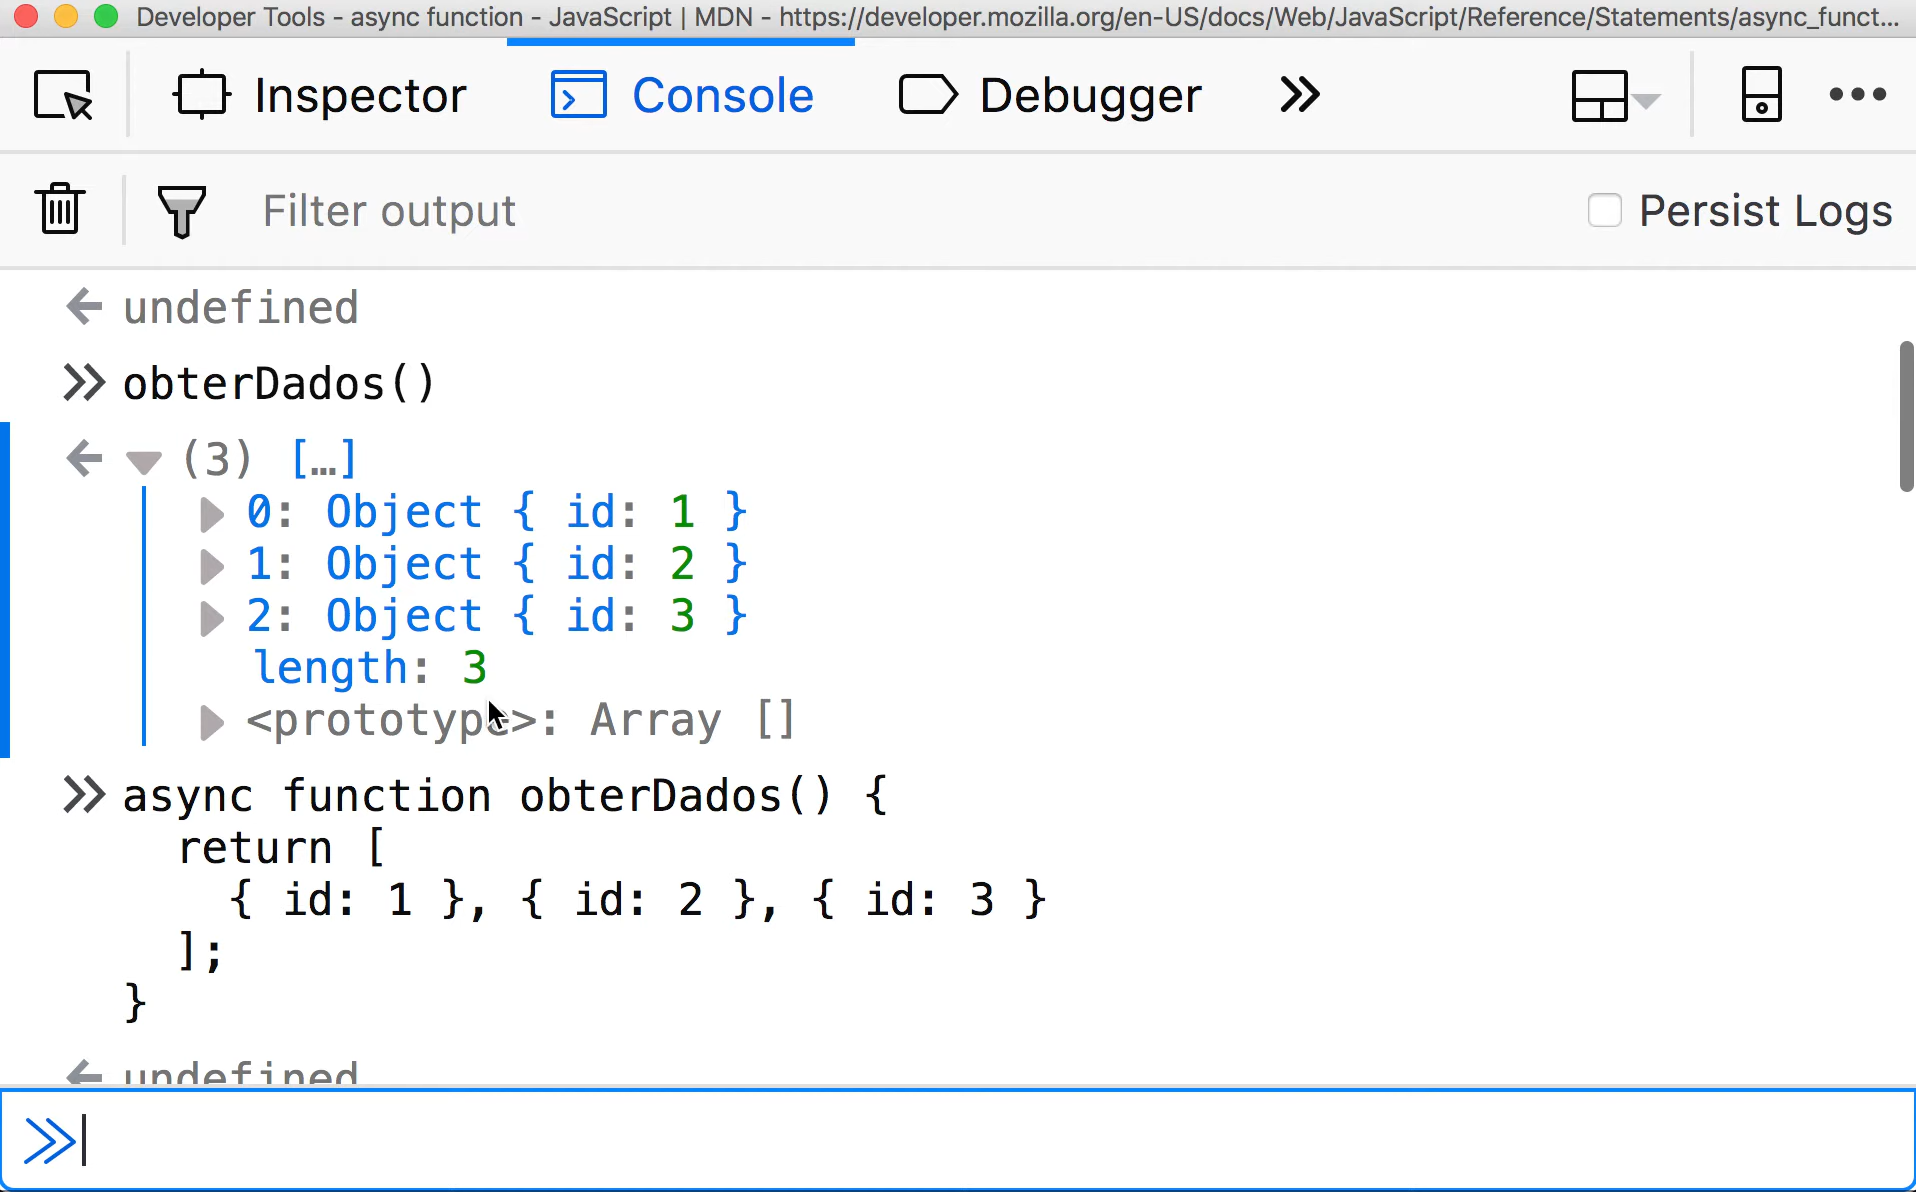 Developer Tools - async function - JavaScript | MDN - https://developer.mozilla.org/en-US/docs/Web/JavaScript/Reference/Statements/async_funct...
Inspector Console Debugger
Filter output Persist Logs
undefined
obterDados()
(3) […]
0: Object { id: 1 }
1: Object { id: 2 }
2: Object { id: 3 }
length: 3
<prototype>: Array []
async function obterDados() {
return [
{ id: 1 }, { id: 2 }, { id: 3 }
];
}
undefined